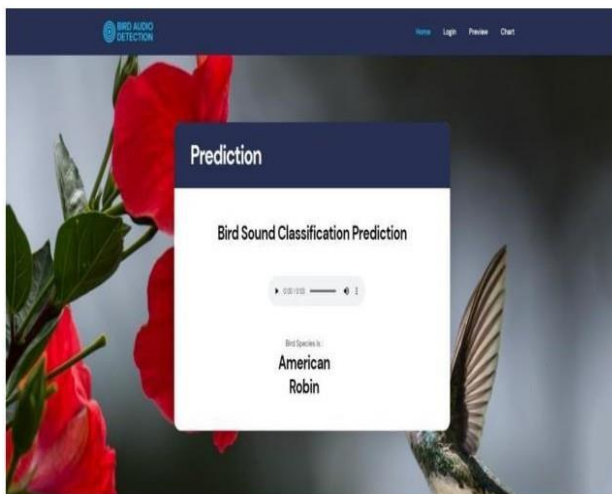 BIRD AUDIO
DETECTION
Home Login Preview Chart
Prediction
Bird Sound Classification Prediction
0:00 / 0:03
Bird Species is :
American
Robin